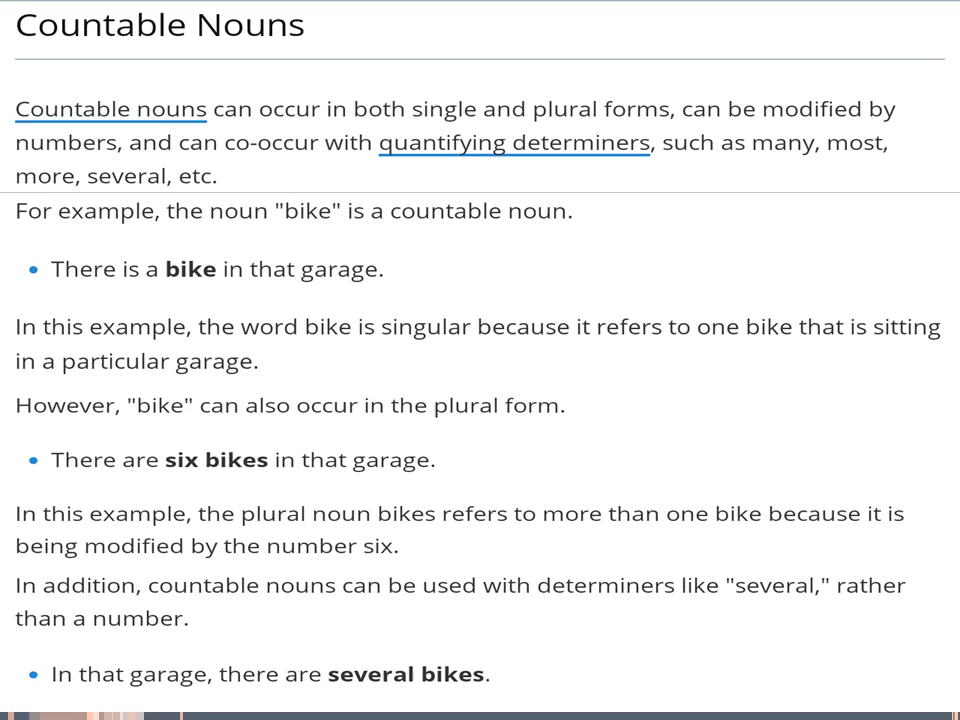 Countable Nouns
Countable nouns can occur in both single and plural forms, can be modified by
numbers, and can co-occur with quantifying determiners, such as many, most,
more, several, etc.
For example, the noun "bike" is a countable noun.
• There is a bike in that garage.
In this example, the word bike is singular because it refers to one bike that is sitting
in a particular garage.
However, "bike" can also occur in the plural form.
• There are six bikes in that garage.
In this example, the plural noun bikes refers to more than one bike because it is
being modified by the number six.
In addition, countable nouns can be used with determiners like "several," rather
than a number.
• In that garage, there are several bikes.